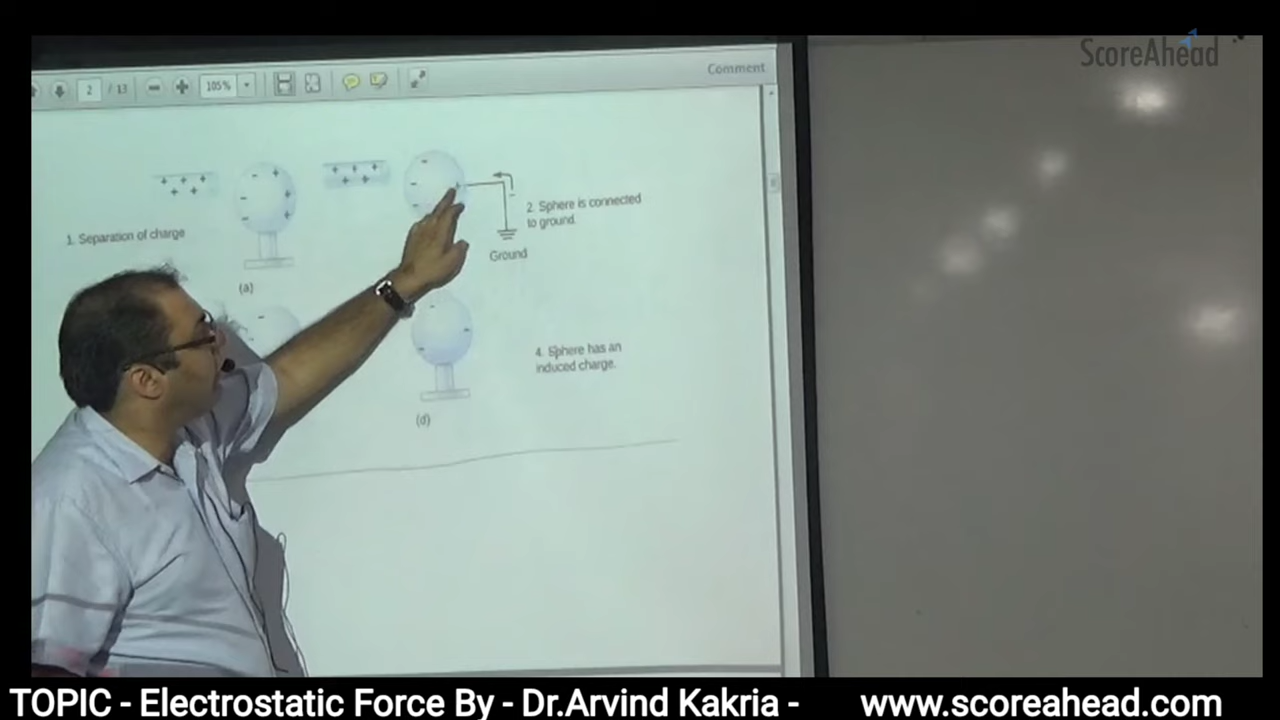 ScoreAhead
Comment
2 / 13
105%
1. Separation of charge
(a)
2. Sphere is connected
to ground.
Ground
4. Sphere has an
induced charge.
(d)
TOPIC - Electrostatic Force By - Dr.Arvind Kakria - www.scoreahead.com